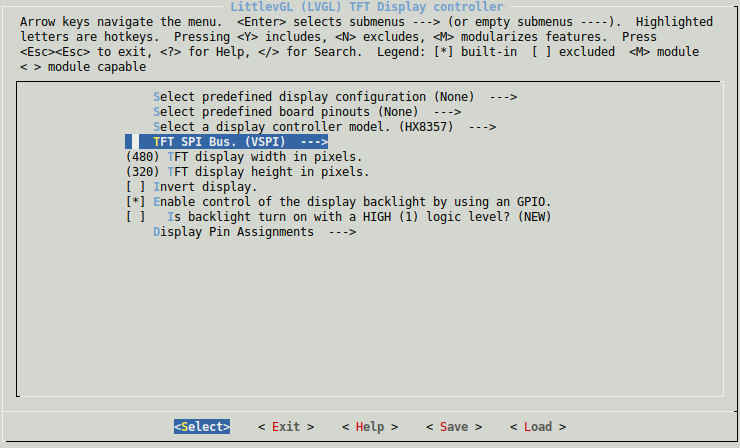 LittlevGL (LVGL) TFT Display controller
Arrow keys navigate the menu.  <Enter> selects submenus ---> (or empty submenus ----).  Highlighted
letters are hotkeys.  Pressing <Y> includes, <N> excludes, <M> modularizes features.  Press
<Esc><Esc> to exit, <?> for Help, </> for Search.  Legend: [*] built-in  [ ] excluded  <M> module
< > module capable
Select predefined display configuration (None)  --->
Select predefined board pinouts (None)  --->
Select a display controller model. (HX8357)  --->
TFT SPI Bus. (VSPI)  --->
(480) TFT display width in pixels.
(320) TFT display height in pixels.
[ ] Invert display.
[*] Enable control of the display backlight by using an GPIO.
[ ]   Is backlight turn on with a HIGH (1) logic level? (NEW)
Display Pin Assignments  --->
<Select>    < Exit >    < Help >    < Save >    < Load >